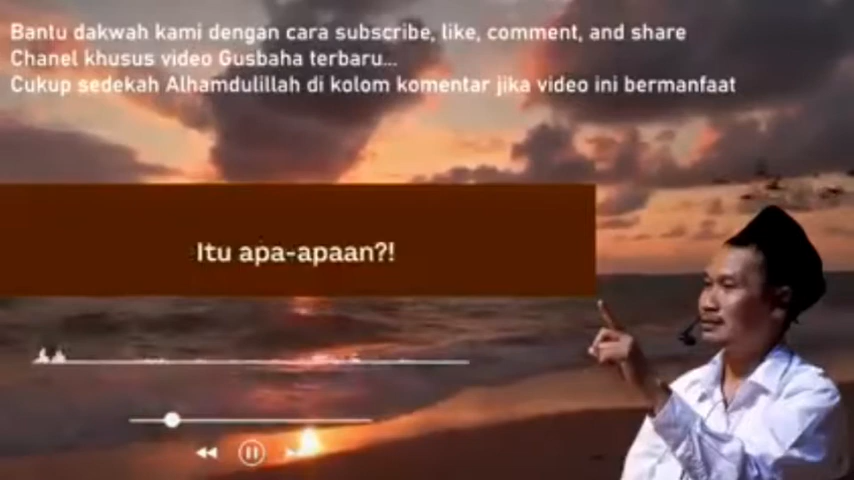 Bantu dakwah kami dengan cara subscribe, like, comment, and share
Chanel khusus video Gusbaha terbaru...
Cukup sedekah Alhamdulillah di kolom komentar jika video ini bermanfaat
Itu apa-apaan?!